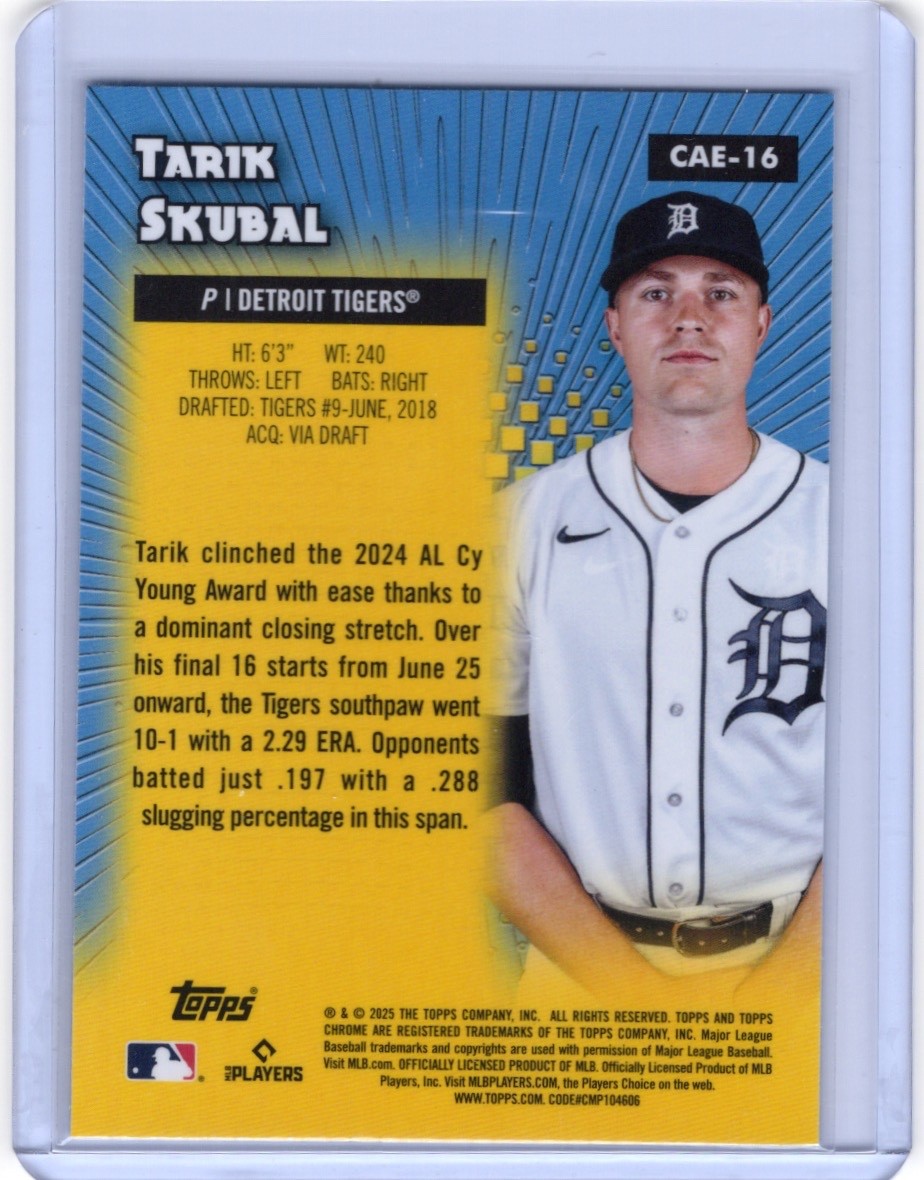 TARIK
SKUBAL
CAE-16
P | DETROIT TIGERS®
HT: 6'3" WT: 240
THROWS: LEFT BATS: RIGHT
DRAFTED: TIGERS #9-JUNE, 2018
ACQ: VIA DRAFT
Tarik clinched the 2024 AL Cy
Young Award with ease thanks to
a dominant closing stretch. Over
his final 16 starts from June 25
onward, the Tigers southpaw went
10-1 with a 2.29 ERA. Opponents
batted just .197 with a .288
slugging percentage in this span.
D
D
TOPPS®
MLB PLAYERS
® & © 2025 THE TOPPS COMPANY, INC. ALL RIGHTS RESERVED. TOPPS AND TOPPS
CHROME ARE REGISTERED TRADEMARKS OF THE TOPPS COMPANY, INC. Major League
Baseball trademarks and copyrights are used with permission of Major League Baseball.
Visit MLB.com. OFFICIALLY LICENSED PRODUCT OF MLB. Officially Licensed Product of MLB
Players, Inc. Visit MLBPLAYERS.COM, the Players Choice on the web.
WWW.TOPPS.COM. CODE#CMP104606